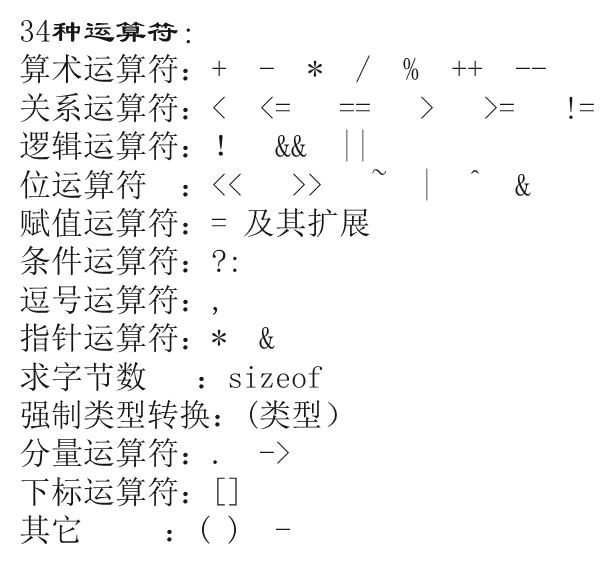 34种运算符:
算术运算符：+ - * / % ++ --
关系运算符：< <= == > >= !=
逻辑运算符：! && ||
位运算符 ：<< >> ~ | ^ &
赋值运算符：= 及其扩展
条件运算符：?:
逗号运算符：,
指针运算符：* &
求字节数 ：sizeof
强制类型转换：(类型）
分量运算符：. ->
下标运算符：[]
其它 ：( ) -